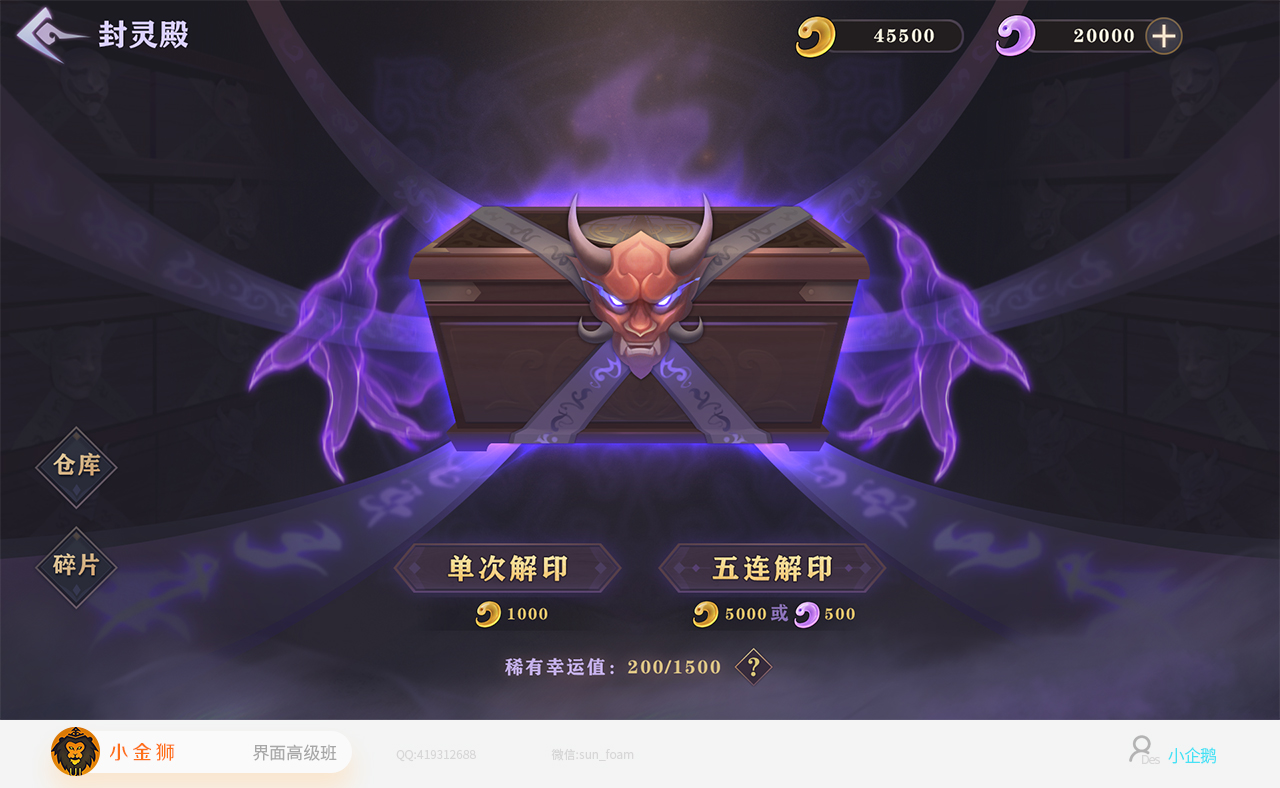 封灵殿
45500
20000
仓库
碎片
单次解印
五连解印
1000
5000或500
稀有幸运值：200/1500 ?
小金狮
界面高级班
QQ:419312688
微信:sun_foam
Des 小企鹅